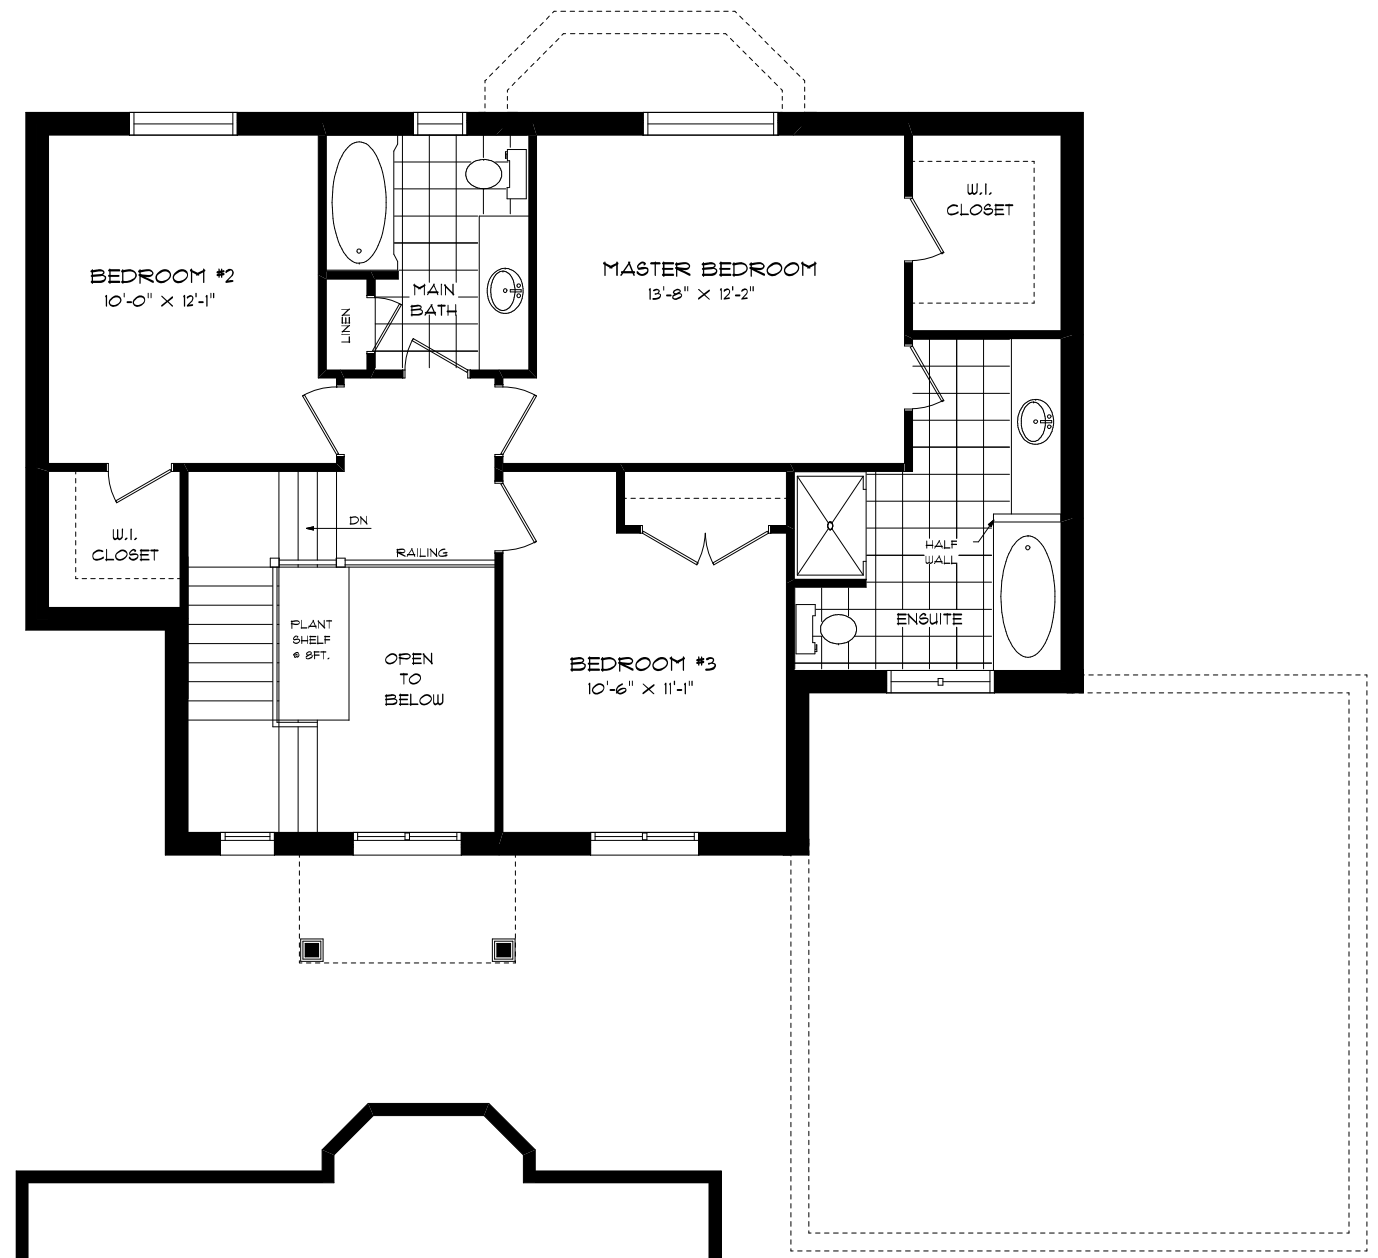 W.I.
CLOSET
BEDROOM #2
10'-0" X 12'-1"
MAIN
BATH
LINEN
MASTER BEDROOM
13'-8" X 12'-2"
W.I.
CLOSET
DN
RAILING
HALF
WALL
PLANT
SHELF
@ 8FT.
OPEN
TO
BELOW
ENSUITE
BEDROOM #3
10'-6" X 11'-1"